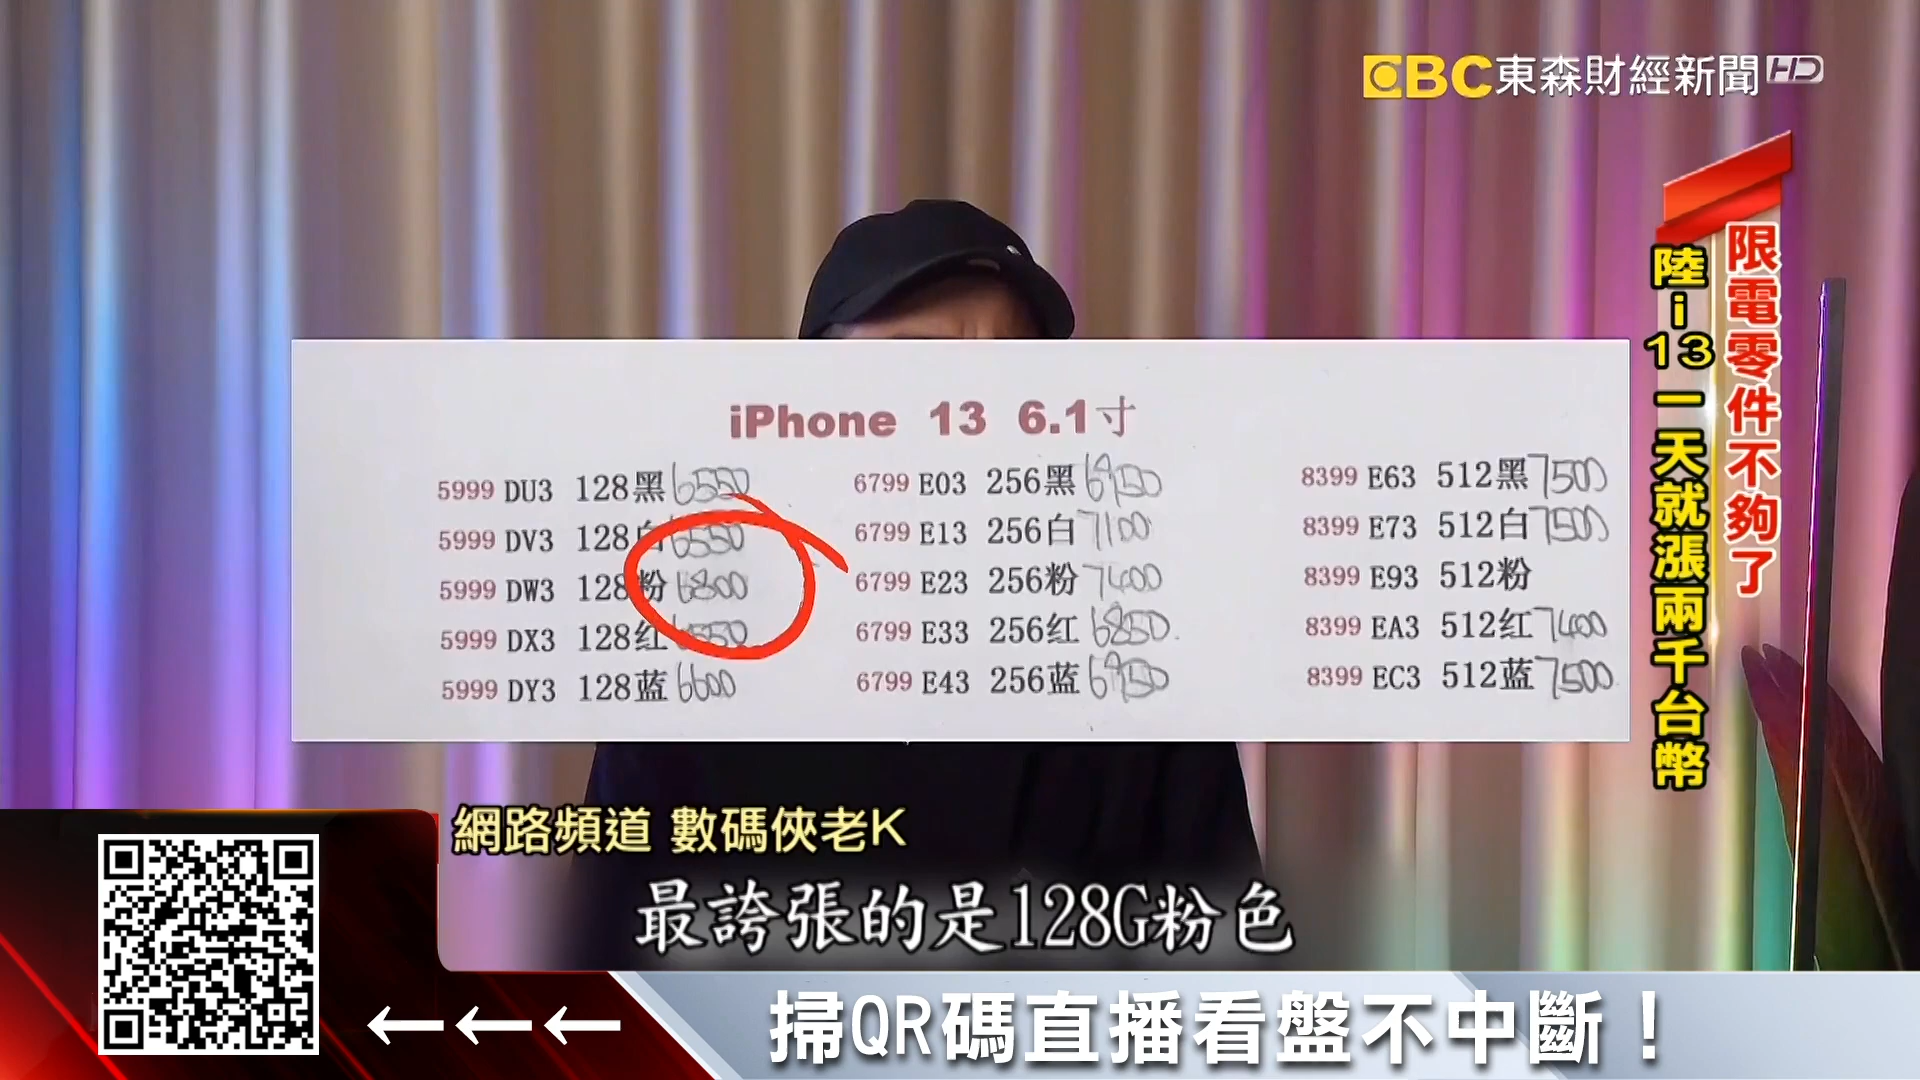 EBC東森財經新聞HD
限電零件不夠了
陸i13一天就漲兩千台幣
iPhone 13 6.1寸
5999 DU3 128黑 6550
5999 DV3 128白 6550
5999 DW3 128粉 6800
5999 DX3 128红 6550
5999 DY3 128蓝 6600
6799 E03 256黑 6950
6799 E13 256白 7100
6799 E23 256粉 7400
6799 E33 256红 6850.
6799 E43 256蓝 6950
8399 E63 512黑 7500
8399 E73 512白 7500
8399 E93 512粉
8399 EA3 512红 7400
8399 EC3 512蓝 7500
網路頻道 數碼俠老K
最誇張的是128G粉色
←←← 掃QR碼直播看盤不中斷！